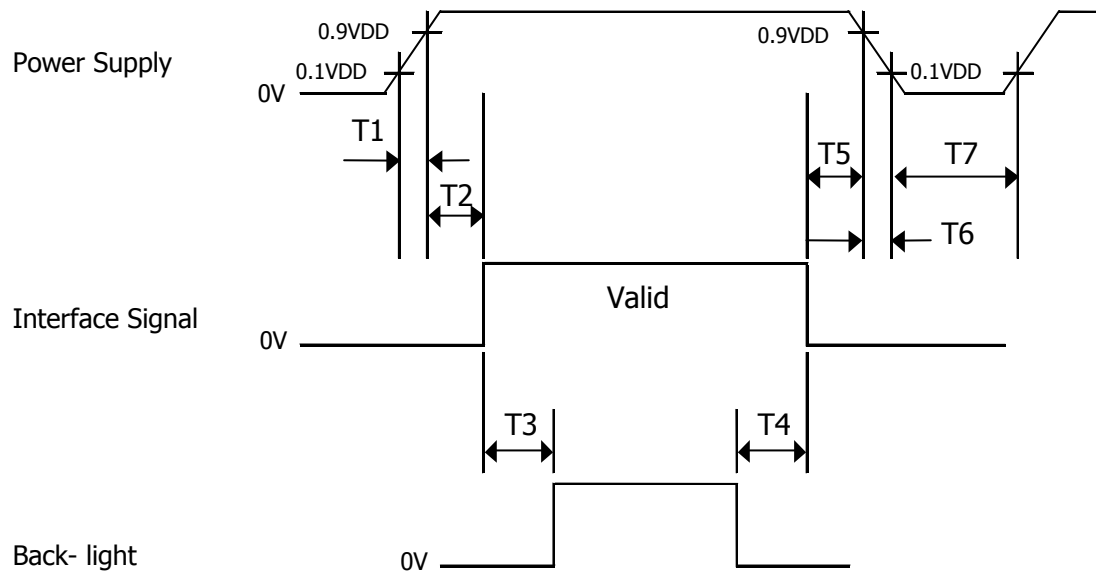 Power Supply
0.9VDD
0.1VDD
0V
0.9VDD
0.1VDD
T1
T2
T5
T7
T6
Interface Signal
0V
Valid
T3
T4
Back- light
0V